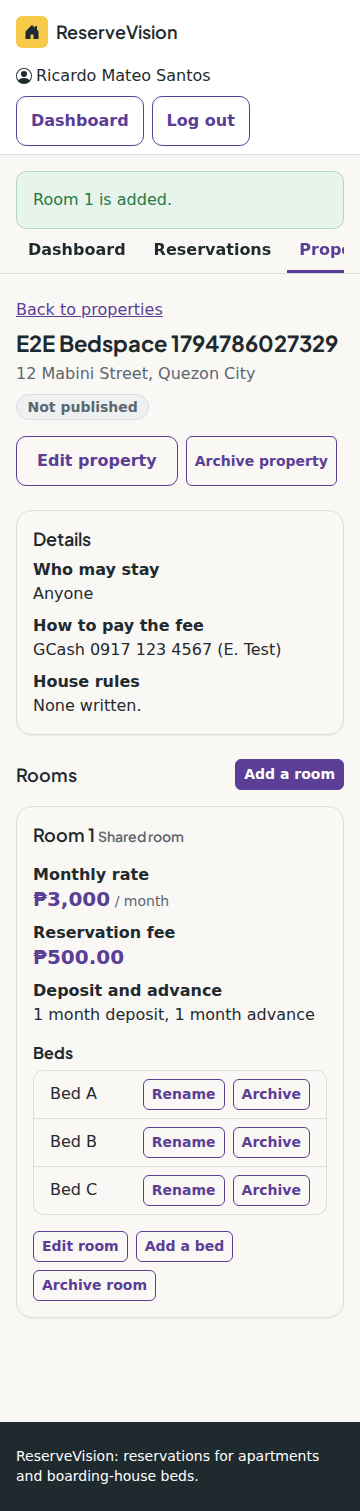 ReserveVision
Ricardo Mateo Santos
Dashboard
Log out
Room 1 is added.
Dashboard Reservations
Back to properties
E2E Bedspace 1794786027329
12 Mabini Street, Quezon City
Not published
Edit property
Archive property
Details
Who may stay
Anyone
How to pay the fee
GCash 0917 123 4567 (E. Test)
House rules
None written.
Rooms
Add a room
Room 1 Shared room
Monthly rate
₱3,000 / month
Reservation fee
₱500.00
Deposit and advance
1 month deposit, 1 month advance
Beds
Bed A Rename Archive
Bed B Rename Archive
Bed C Rename Archive
Edit room Add a bed
Archive room
ReserveVision: reservations for apartments
and boarding-house beds.